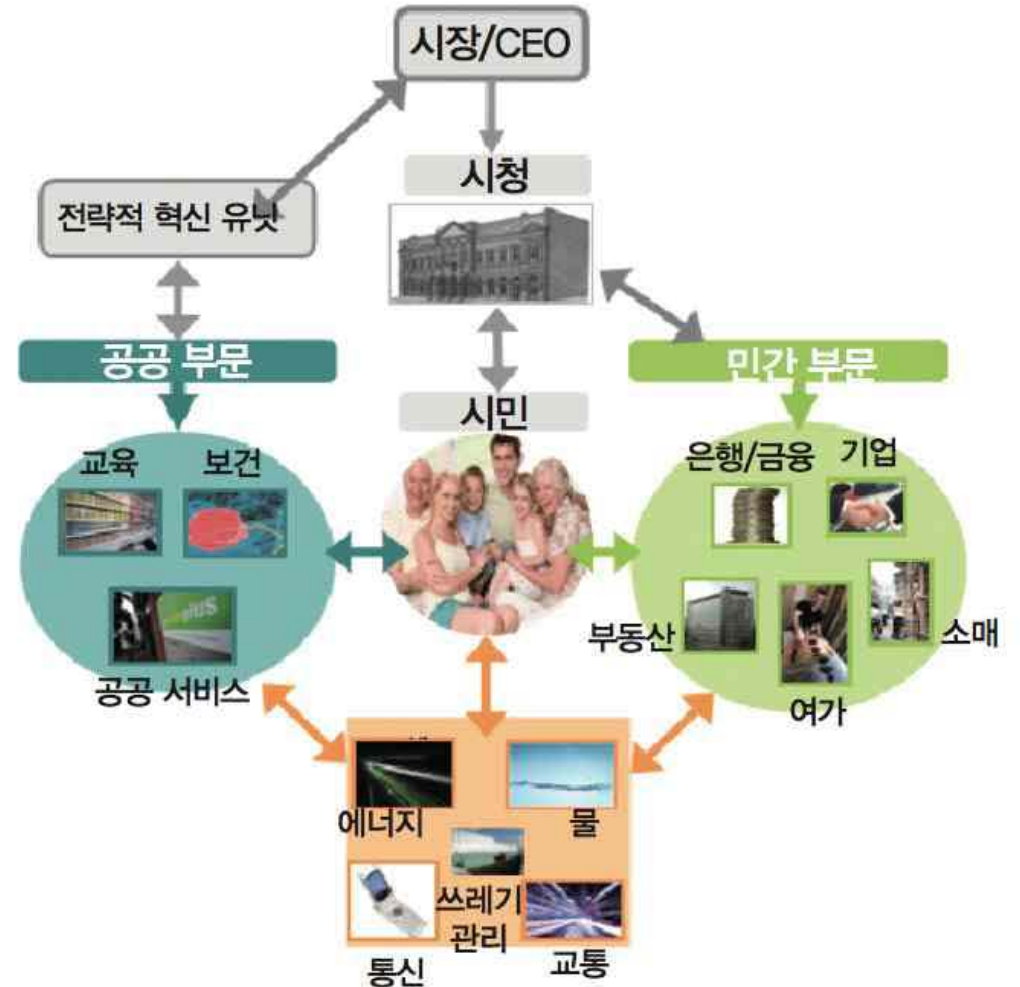 시장/CEO
시청
전략적 혁신 유닛
공공 부문
민간 부문
시민
교육
보건
은행/금융
기업
부동산
소매
공공 서비스
여가
에너지
물
쓰레기
관리
통신
교통